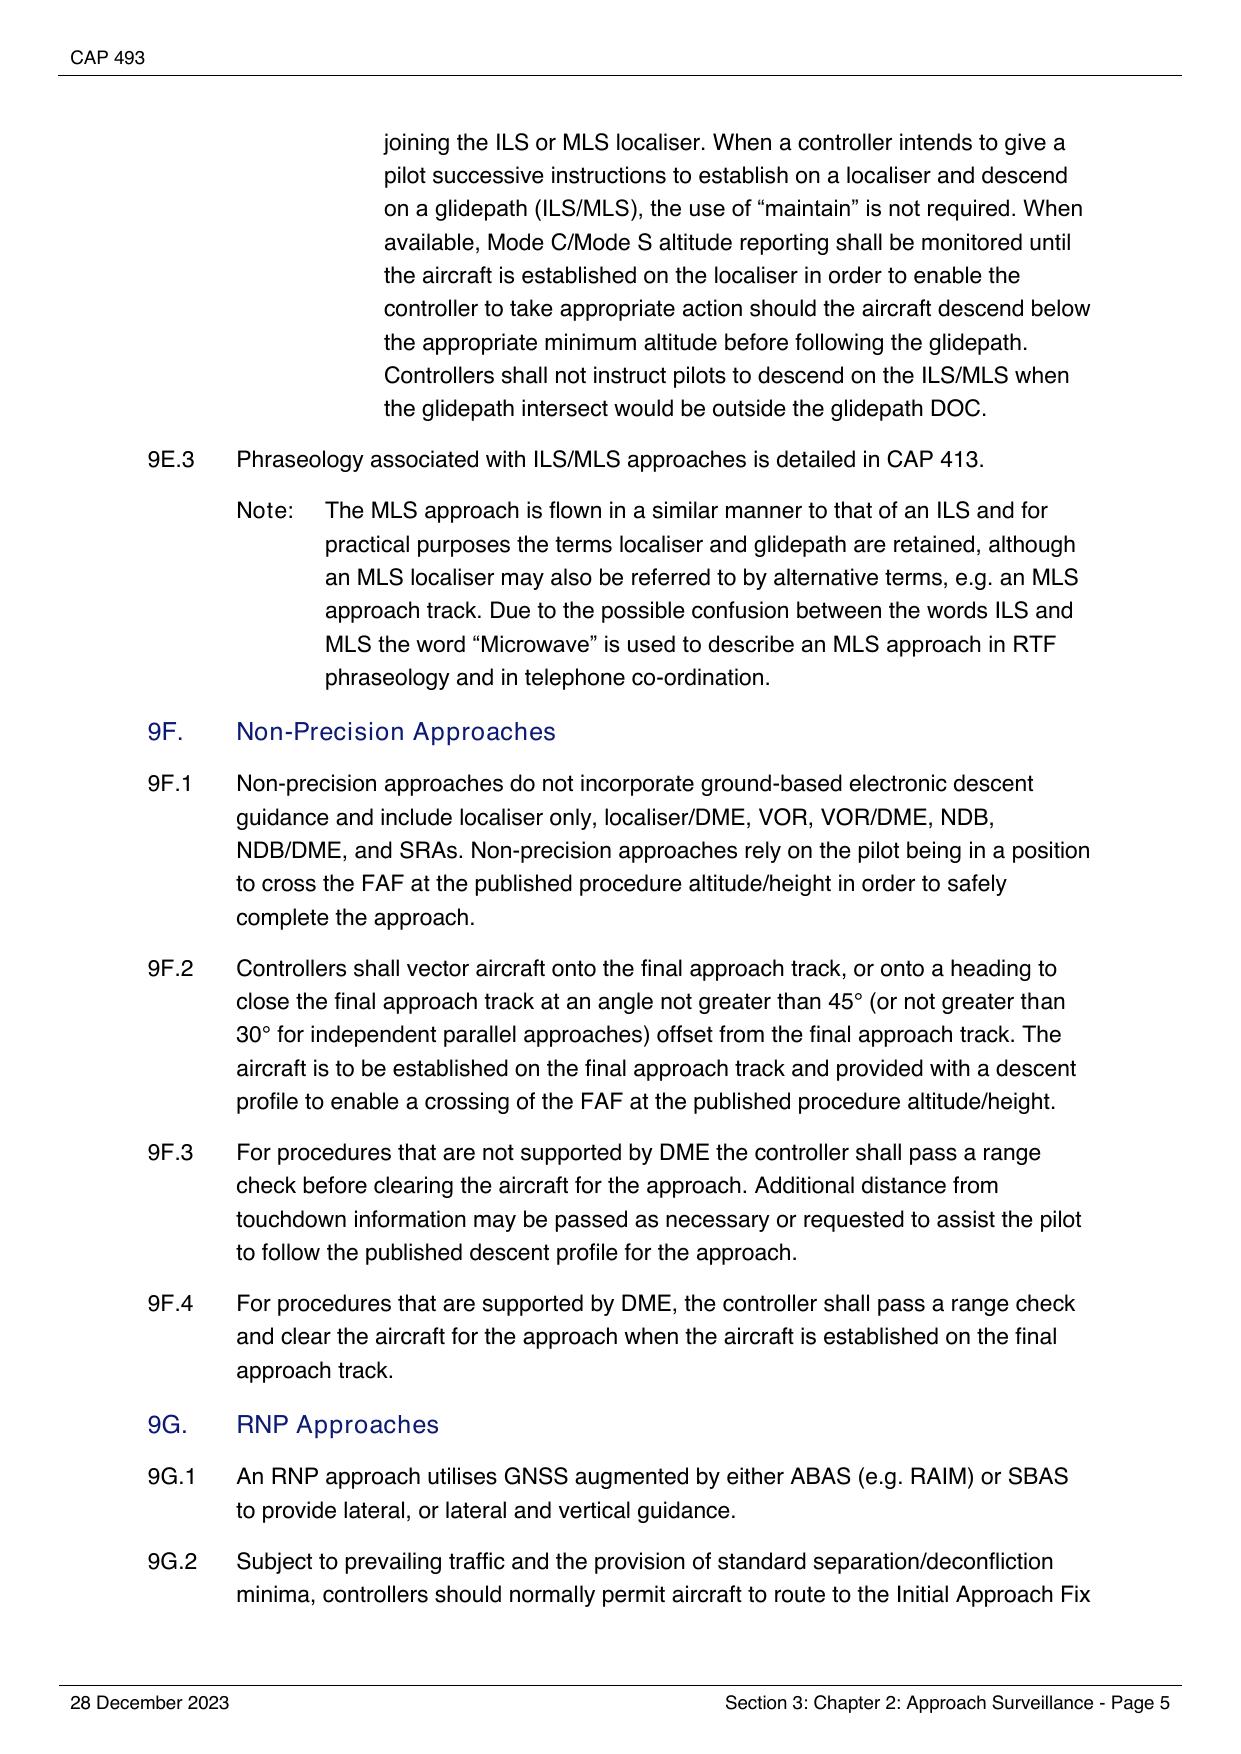 CAP 493
joining the ILS or MLS localiser. When a controller intends to give a
pilot successive instructions to establish on a localiser and descend
on a glidepath (ILS/MLS), the use of “maintain” is not required. When
available, Mode C/Mode S altitude reporting shall be monitored until
the aircraft is established on the localiser in order to enable the
controller to take appropriate action should the aircraft descend below
the appropriate minimum altitude before following the glidepath.
Controllers shall not instruct pilots to descend on the ILS/MLS when
the glidepath intersect would be outside the glidepath DOC.
9E.3 Phraseology associated with ILS/MLS approaches is detailed in CAP 413.
Note: The MLS approach is flown in a similar manner to that of an ILS and for
practical purposes the terms localiser and glidepath are retained, although
an MLS localiser may also be referred to by alternative terms, e.g. an MLS
approach track. Due to the possible confusion between the words ILS and
MLS the word “Microwave” is used to describe an MLS approach in RTF
phraseology and in telephone co-ordination.
9F. Non-Precision Approaches
9F.1 Non-precision approaches do not incorporate ground-based electronic descent
guidance and include localiser only, localiser/DME, VOR, VOR/DME, NDB,
NDB/DME, and SRAs. Non-precision approaches rely on the pilot being in a position
to cross the FAF at the published procedure altitude/height in order to safely
complete the approach.
9F.2 Controllers shall vector aircraft onto the final approach track, or onto a heading to
close the final approach track at an angle not greater than 45° (or not greater than
30° for independent parallel approaches) offset from the final approach track. The
aircraft is to be established on the final approach track and provided with a descent
profile to enable a crossing of the FAF at the published procedure altitude/height.
9F.3 For procedures that are not supported by DME the controller shall pass a range
check before clearing the aircraft for the approach. Additional distance from
touchdown information may be passed as necessary or requested to assist the pilot
to follow the published descent profile for the approach.
9F.4 For procedures that are supported by DME, the controller shall pass a range check
and clear the aircraft for the approach when the aircraft is established on the final
approach track.
9G. RNP Approaches
9G.1 An RNP approach utilises GNSS augmented by either ABAS (e.g. RAIM) or SBAS
to provide lateral, or lateral and vertical guidance.
9G.2 Subject to prevailing traffic and the provision of standard separation/deconfliction
minima, controllers should normally permit aircraft to route to the Initial Approach Fix
28 December 2023 Section 3: Chapter 2: Approach Surveillance - Page 5